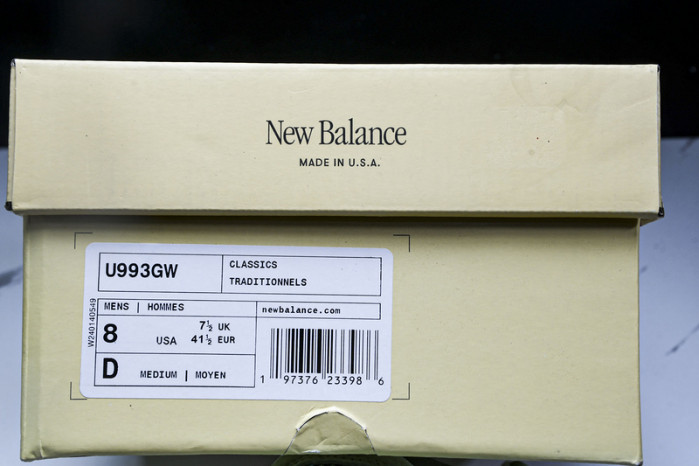 New Balance
MADE IN U.S.A.
U993GW
CLASSICS
TRADITIONNELS
MENS | HOMMES
newbalance.com
8 USA 7½ UK
41½ EUR
D MEDIUM | MOYEN
1 97376 23398 6
W240140549